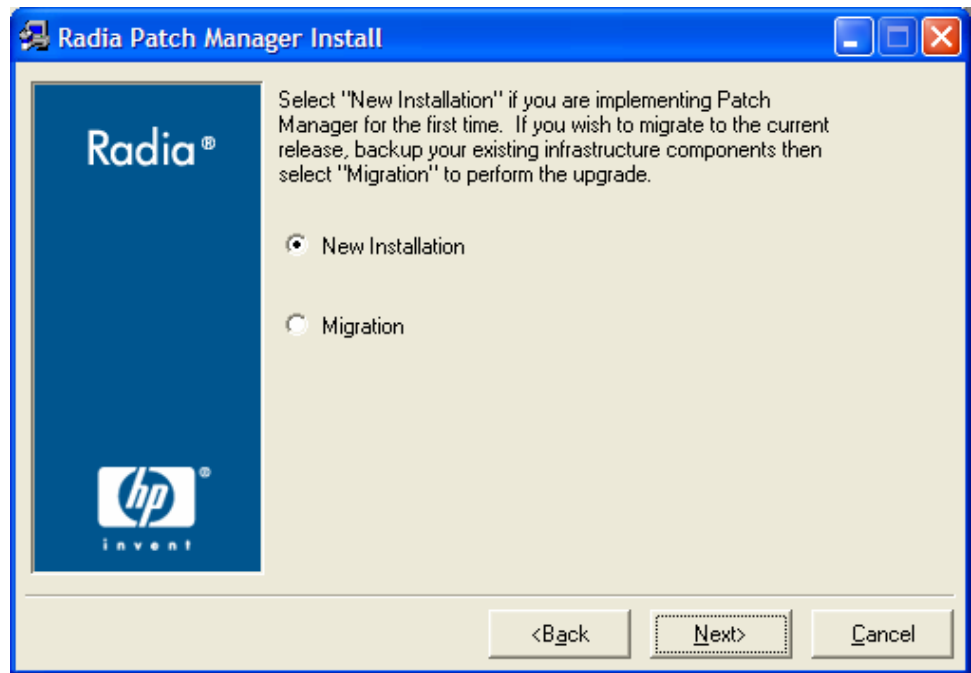 Radia Patch Manager Install
Radia®
Select "New Installation" if you are implementing Patch
Manager for the first time. If you wish to migrate to the current
release, backup your existing infrastructure components then
select "Migration" to perform the upgrade.
New Installation
Migration
hp®
invent
<Back
Next>
Cancel